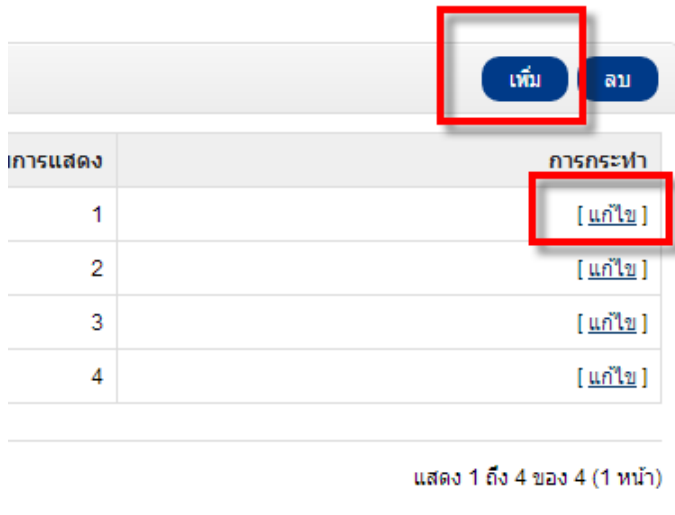 เพิ่ม ลบ
การแสดง การกระทำ
1 [ แก้ไข ]
2 [ แก้ไข ]
3 [ แก้ไข ]
4 [ แก้ไข ]
แสดง 1 ถึง 4 ของ 4 (1 หน้า)